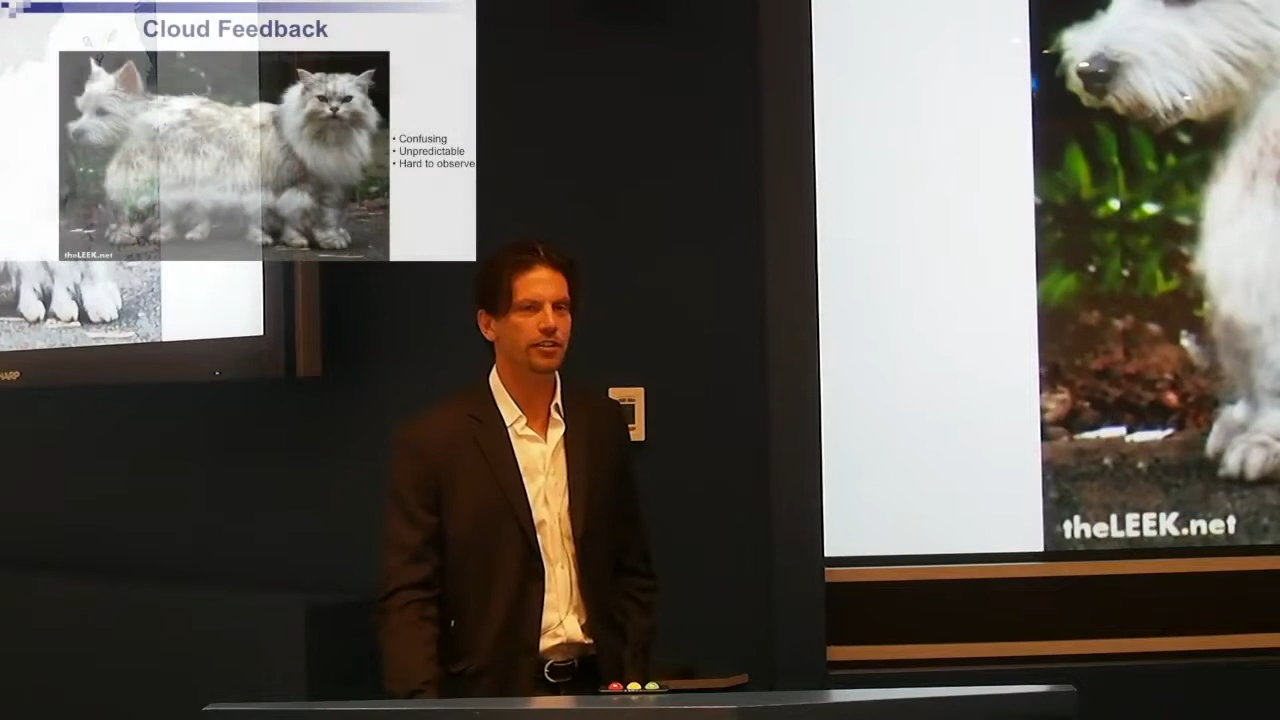 Cloud Feedback
• Confusing
• Unpredictable
• Hard to observe
theLEEK.net
theLEEK.net